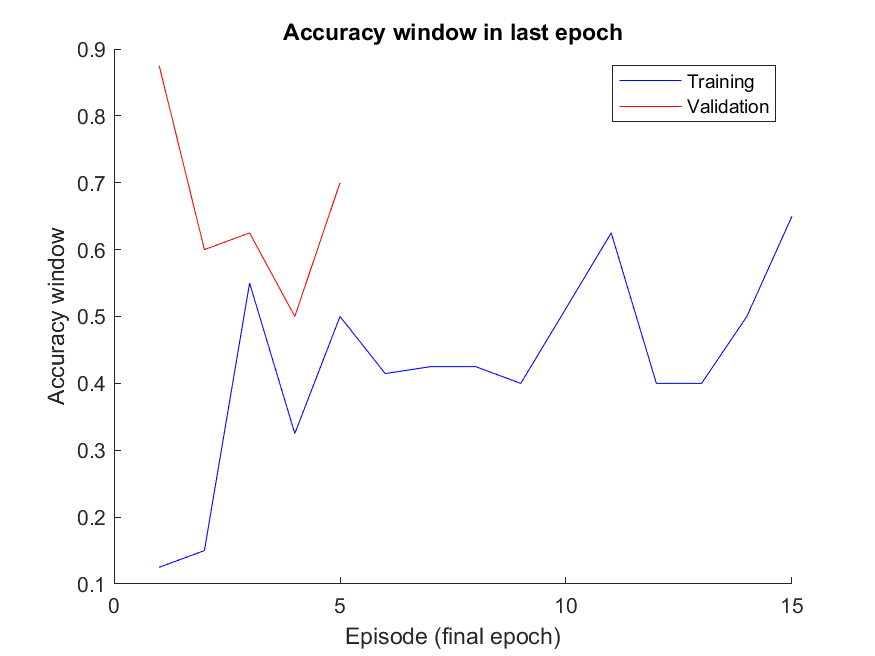 Accuracy window in last epoch
Training
Validation
0.9
0.8
0.7
0.6
0.5
0.4
0.3
0.2
0.1
Accuracy window
0
5
10
15
Episode (final epoch)